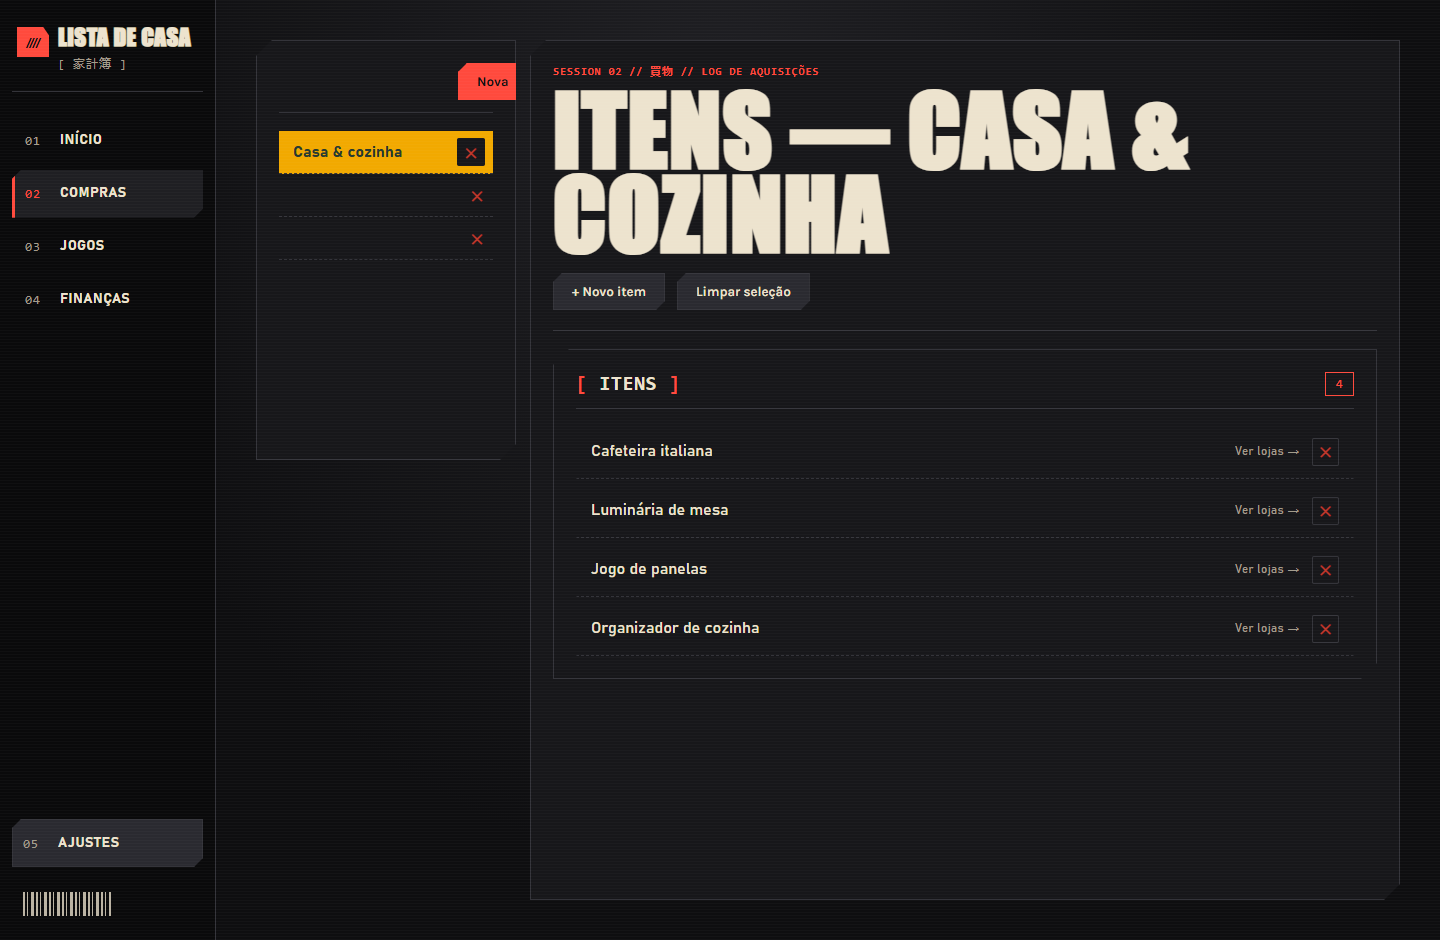 LISTA DE CASA
[ 家計簿 ]
01 INÍCIO
02 COMPRAS
03 JOGOS
04 FINANÇAS
05 AJUSTES
Nova
Casa & cozinha ✕
✕
✕
SESSION 02 // 買物 // LOG DE AQUISIÇÕES
ITENS — CASA &
COZINHA
+ Novo item Limpar seleção
[ ITENS ] 4
Cafeteira italiana Ver lojas → ✕
Luminária de mesa Ver lojas → ✕
Jogo de panelas Ver lojas → ✕
Organizador de cozinha Ver lojas → ✕